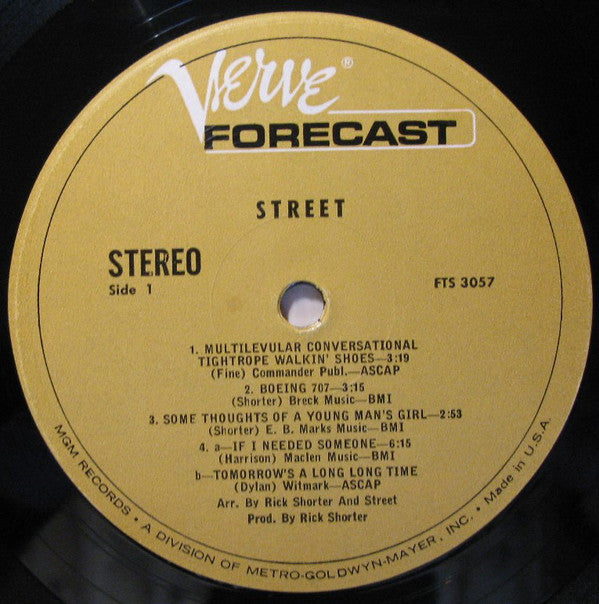 Verve®
FORECAST
STREET
STEREO
Side 1
FTS 3057
1. MULTILEVULAR CONVERSATIONAL
TIGHTROPE WALKIN' SHOES—3:19
(Fine) Commander Publ.—ASCAP
2. BOEING 707—3:15
(Shorter) Breck Music—BMI
3. SOME THOUGHTS OF A YOUNG MAN'S GIRL—2:53
(Shorter) E. B. Marks Music—BMI
4. a—IF I NEEDED SOMEONE—6:15
(Harrison) Maclen Music—BMI
b—TOMORROW'S A LONG LONG TIME
(Dylan) Witmark—ASCAP
Arr. By Rick Shorter And Street
Prod. By Rick Shorter
MGM RECORDS • A DIVISION OF METRO-GOLDWYN-MAYER, INC. • Made in U.S.A.